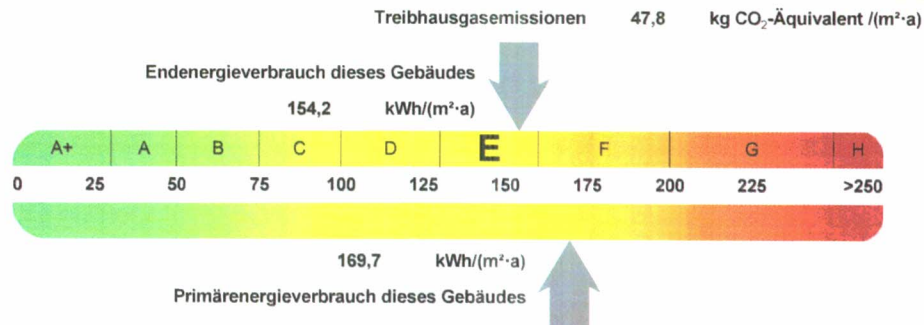 Treibhausgasemissionen 47,8 kg CO₂-Äquivalent /(m²·a)
Endenergieverbrauch dieses Gebäudes
154,2 kWh/(m²·a)
A+ A B C D E F G H
0 25 50 75 100 125 150 175 200 225 >250
169,7 kWh/(m²·a)
Primärenergieverbrauch dieses Gebäudes